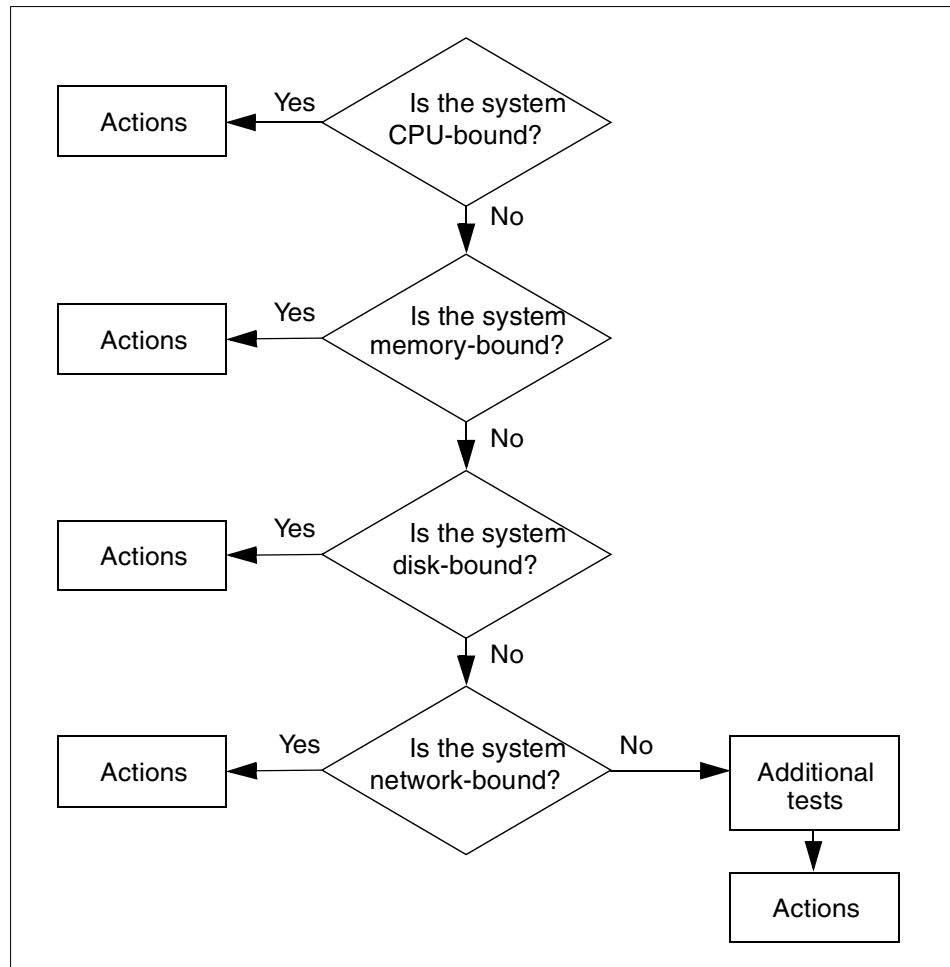 Is the system
CPU-bound?
Yes
Actions
No
Is the system
memory-bound?
Yes
Actions
No
Is the system
disk-bound?
Yes
Actions
No
Is the system
network-bound?
Yes
Actions
No
Additional
tests
Actions